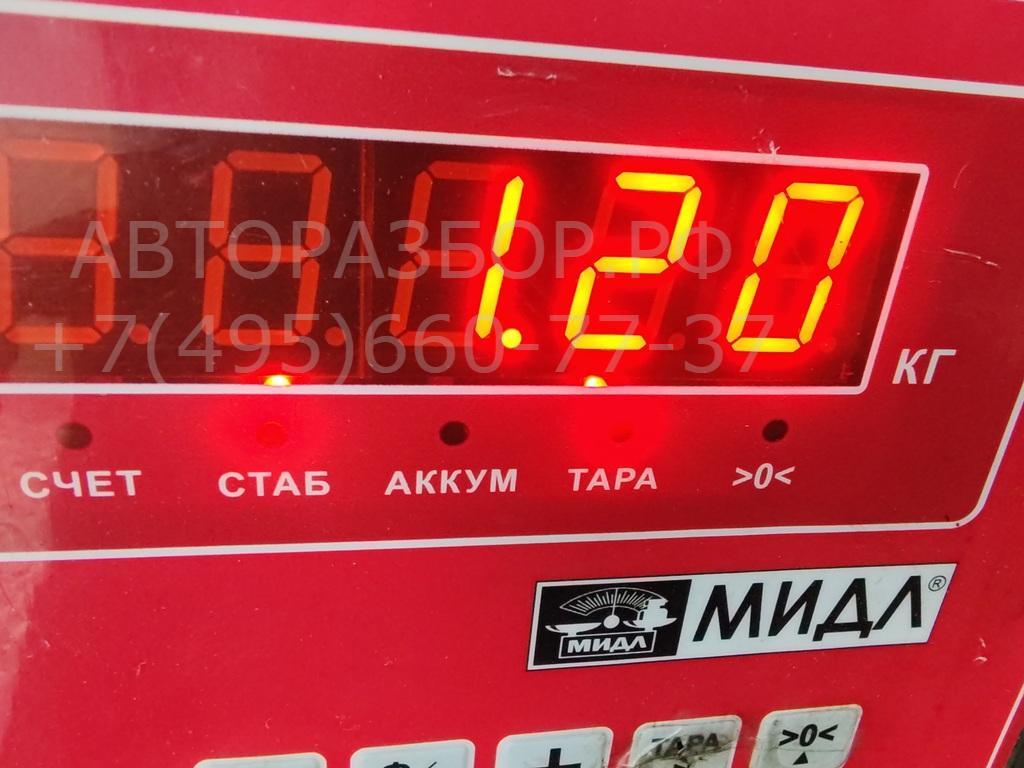 1.20
АВТОРАЗБОР.РФ
+7(495)660-77-37
КГ
СЧЕТ СТАБ АККУМ ТАРА >0<
МИДЛ МИДЛ®
+ ТАРА >0<